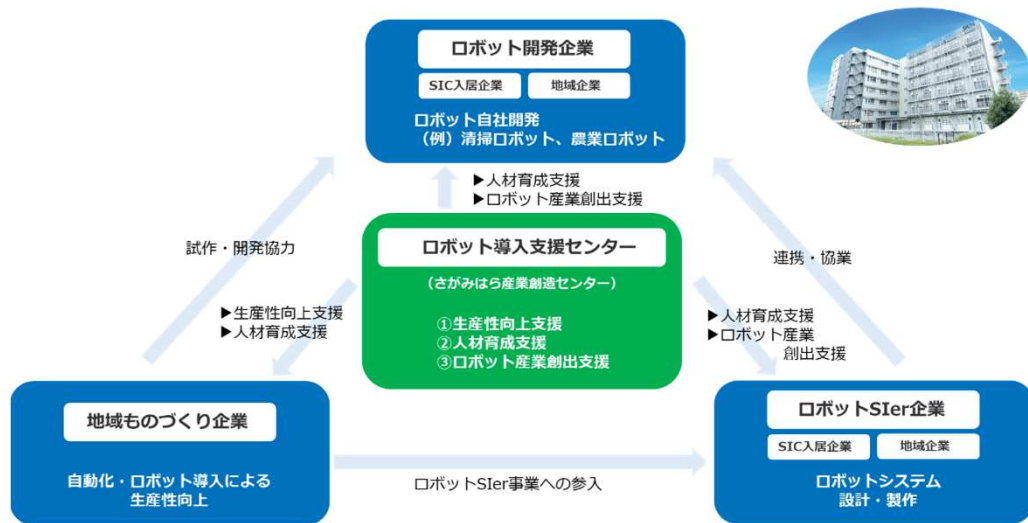 ロボット開発企業
SIC入居企業
地域企業
ロボット自社開発
（例）清掃ロボット、農業ロボット
▶人材育成支援
▶ロボット産業創出支援
試作・開発協力
ロボット導入支援センター
（さがみはら産業創造センター）
①生産性向上支援
②人材育成支援
③ロボット産業創出支援
連携・協業
▶生産性向上支援
▶人材育成支援
▶人材育成支援
▶ロボット産業
創出支援
地域ものづくり企業
自動化・ロボット導入による
生産性向上
ロボットSIer事業への参入
ロボットSIer企業
SIC入居企業
地域企業
ロボットシステム
設計・製作